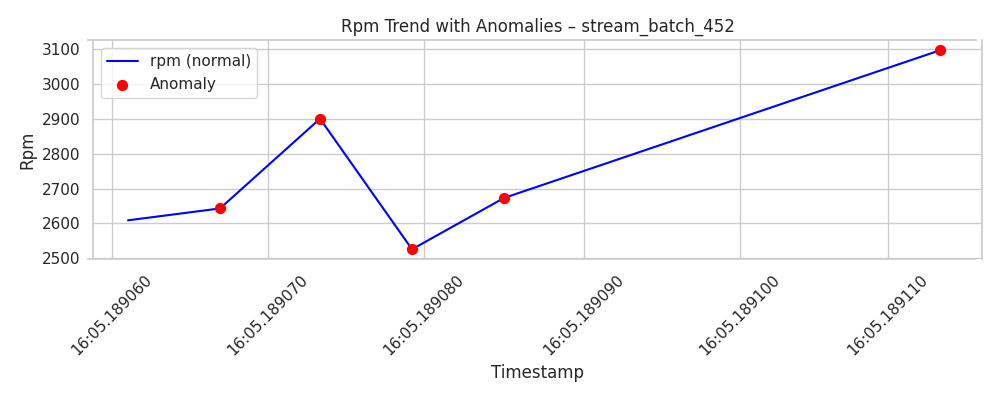 Rpm Trend with Anomalies – stream_batch_452
rpm (normal)
Anomaly
Rpm
3100
3000
2900
2800
2700
2600
2500
16:05.189060
16:05.189070
16:05.189080
16:05.189090
16:05.189100
16:05.189110
Timestamp